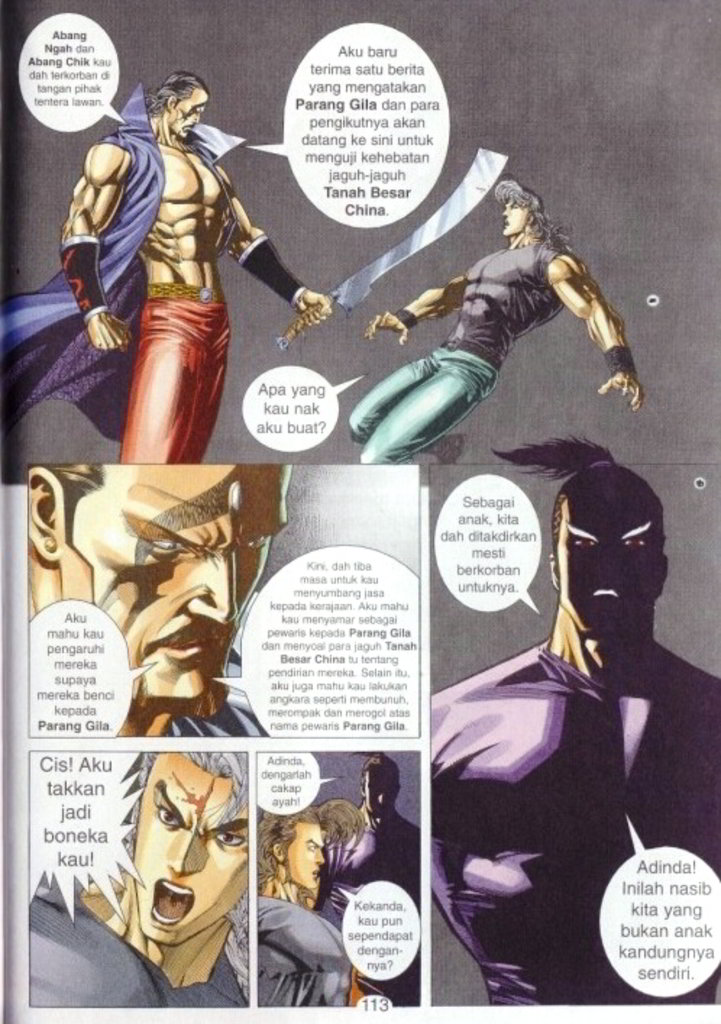 Abang
Ngah dan
Abang Chik kau
dah terkorban di
tangan pihak
tentera lawan.
Aku baru
terima satu berita
yang mengatakan
Parang Gila dan para
pengikutnya akan
datang ke sini untuk
menguji kehebatan
jaguh-jaguh
Tanah Besar
China.
Apa yang
kau nak
aku buat?
Aku
mahu kau
pengaruhi
mereka
supaya
mereka benci
kepada
Parang Gila.
Kini, dah tiba
masa untuk kau
menyumbang jasa
kepada kerajaan. Aku mahu
kau menyamar sebagai
pewaris kepada Parang Gila
dan menyoal para jaguh Tanah
Besar China tu tentang
pendirian mereka. Selain itu,
aku juga mahu kau lakukan
angkara seperti membunuh,
merompak dan merogol atas
nama pewaris Parang Gila.
Sebagai
anak, kita
dah ditakdirkan
mesti
berkorban
untuknya.
Cis! Aku
takkan
jadi
boneka
kau!
Adinda,
dengarlah
cakap
ayah!
Kekanda,
kau pun
sependapat
dengan-
nya?
Adinda!
Inilah nasib
kita yang
bukan anak
kandungnya
sendiri.
113